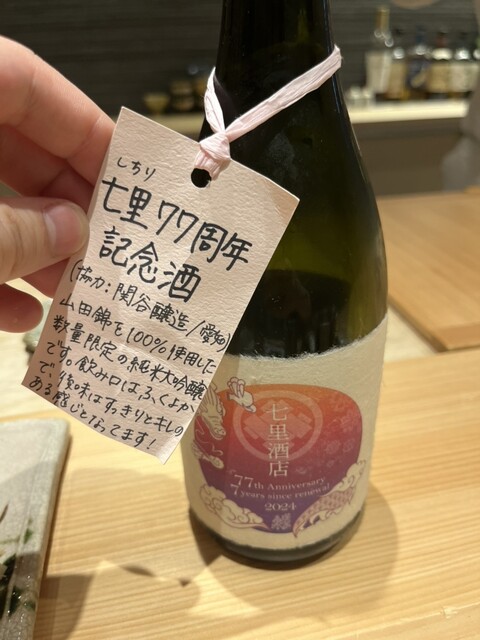 しちり
七里77周年
記念酒
(協力:関谷醸造/愛知)
山田錦を100%使用した
数量限定の純米大吟醸
です。飲み口はふくよか
で、後味はすっきりとキレの
ある感じとなってます!
七里酒店
77th Anniversary
7 years since renewal
2024